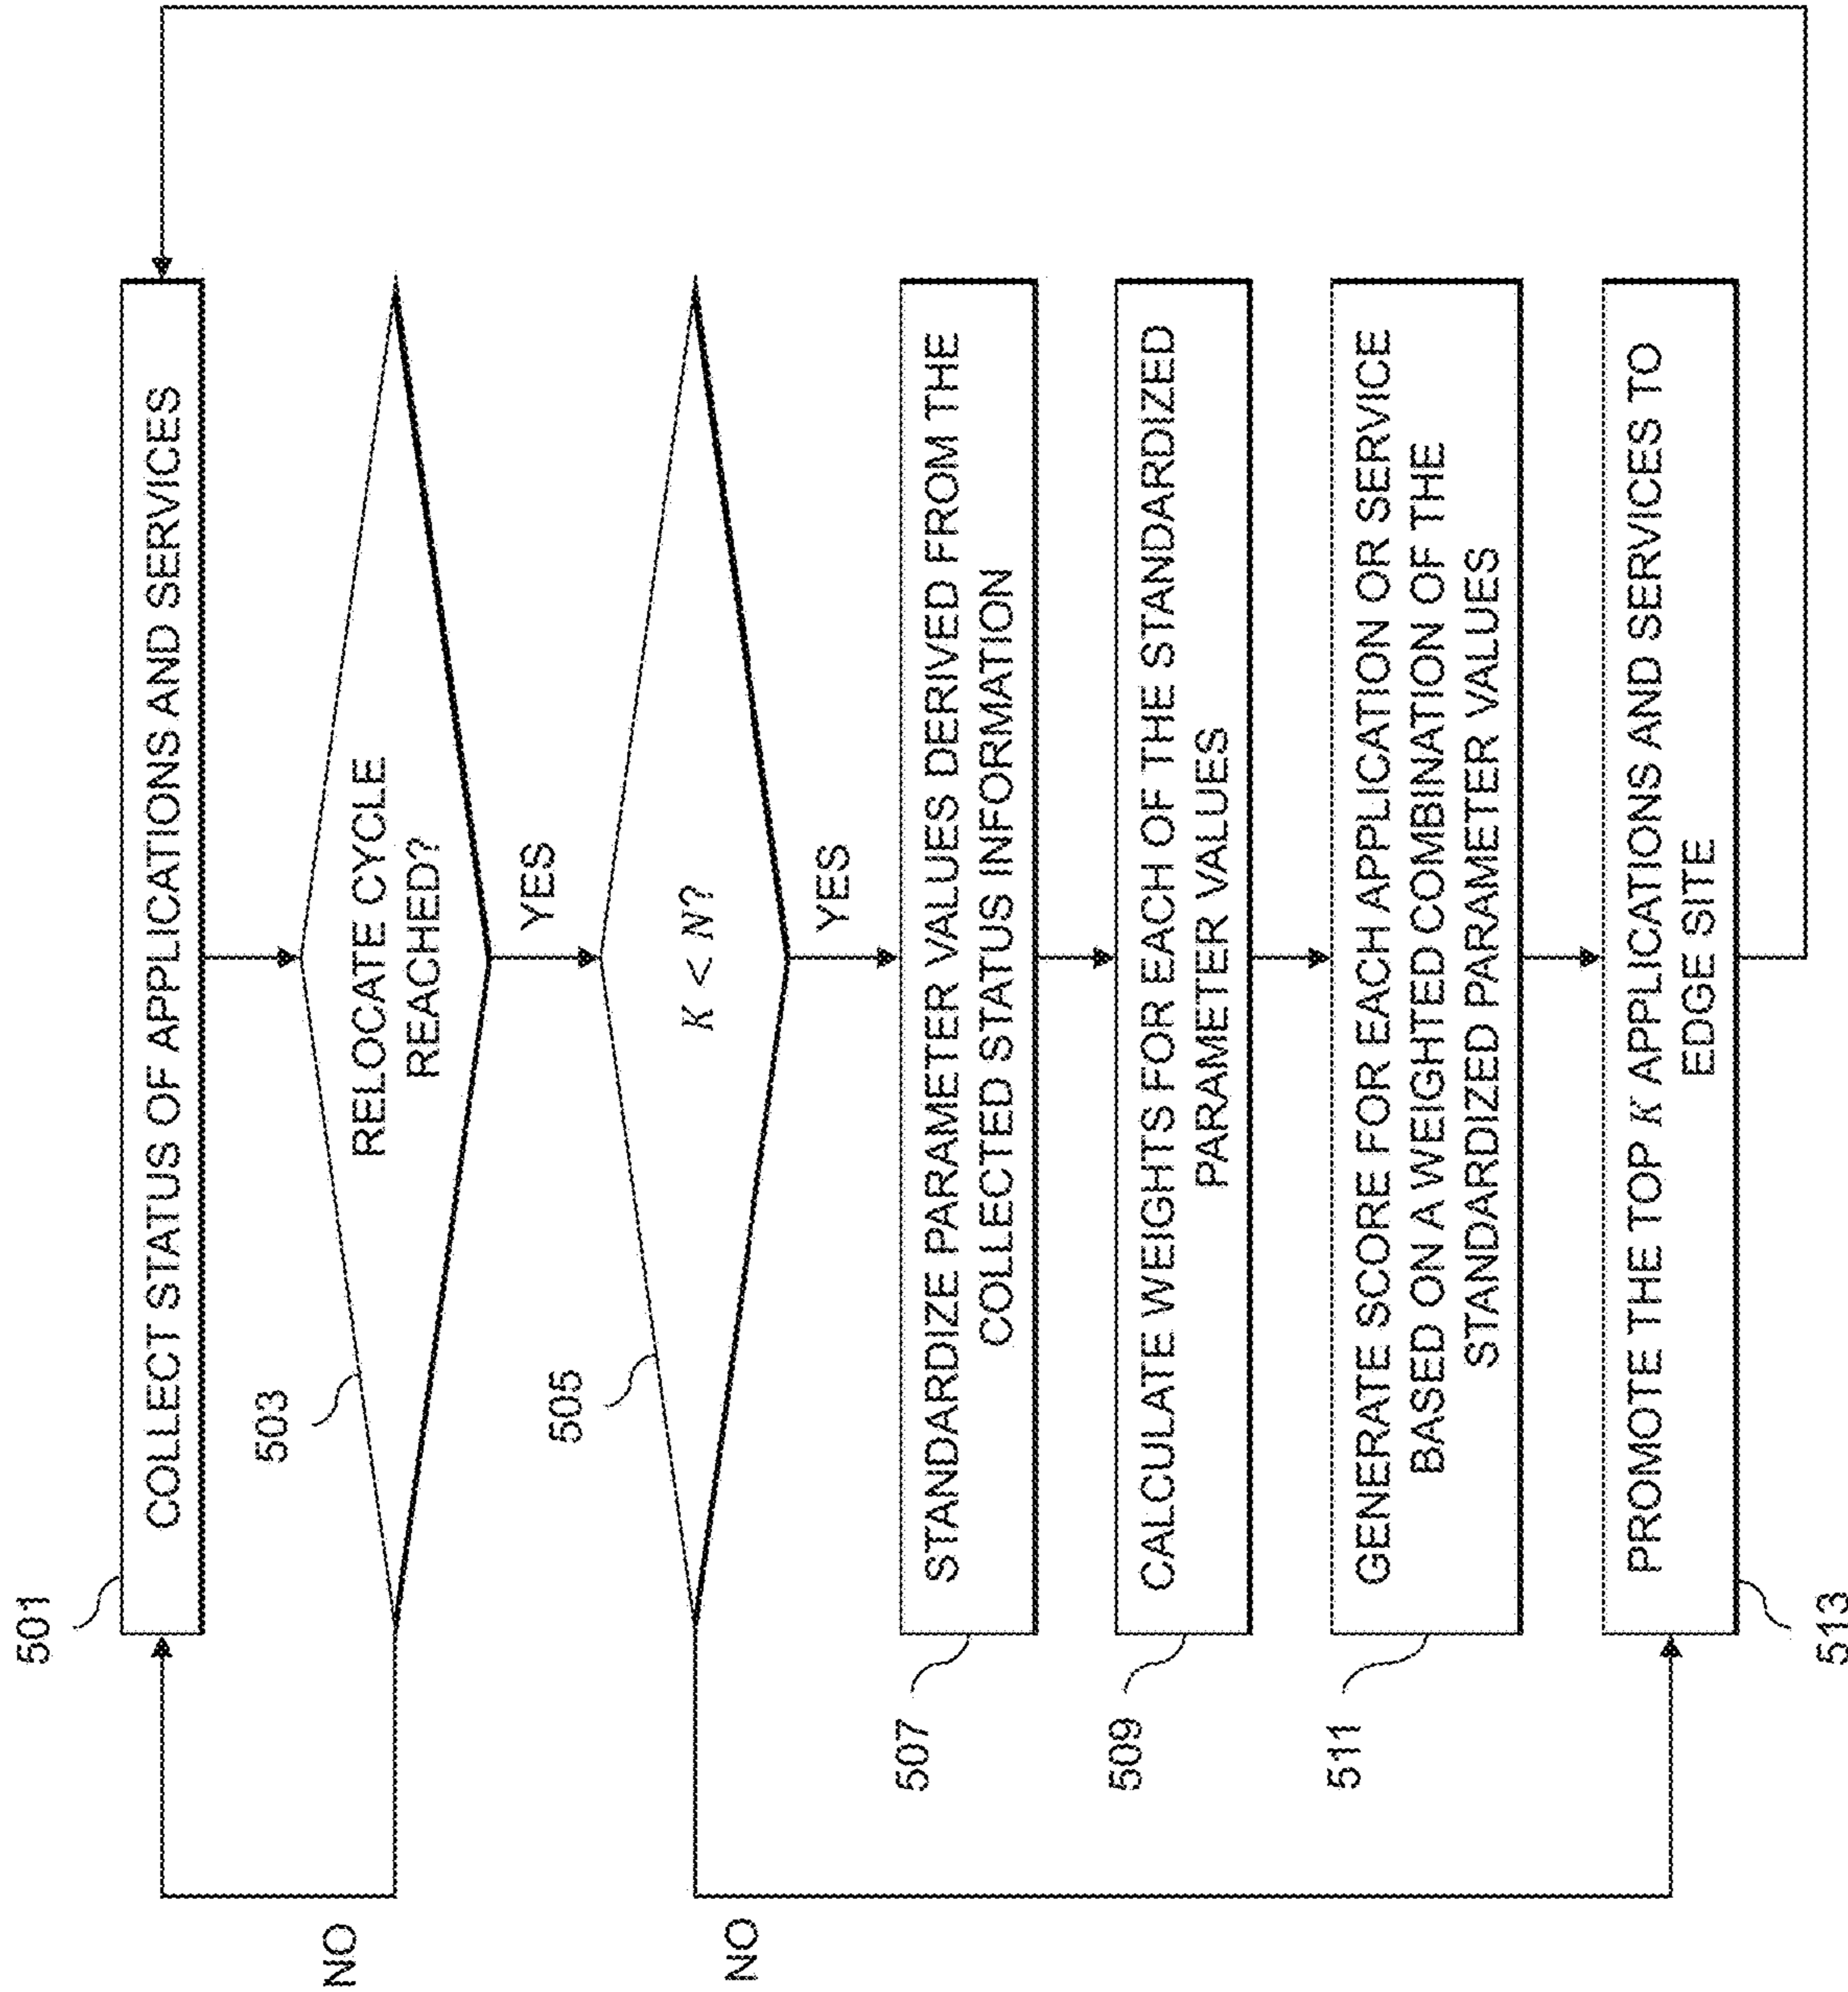 501
COLLECT STATUS OF APPLICATIONS AND SERVICES
503
RELOCATE CYCLE
REACHED?
NO
YES
505
K < N?
NO
YES
507
STANDARDIZE PARAMETER VALUES DERIVED FROM THE
COLLECTED STATUS INFORMATION
509
CALCULATE WEIGHTS FOR EACH OF THE STANDARDIZED
PARAMETER VALUES
511
GENERATE SCORE FOR EACH APPLICATION OR SERVICE
BASED ON A WEIGHTED COMBINATION OF THE
STANDARDIZED PARAMETER VALUES
513
PROMOTE THE TOP K APPLICATIONS AND SERVICES TO
EDGE SITE